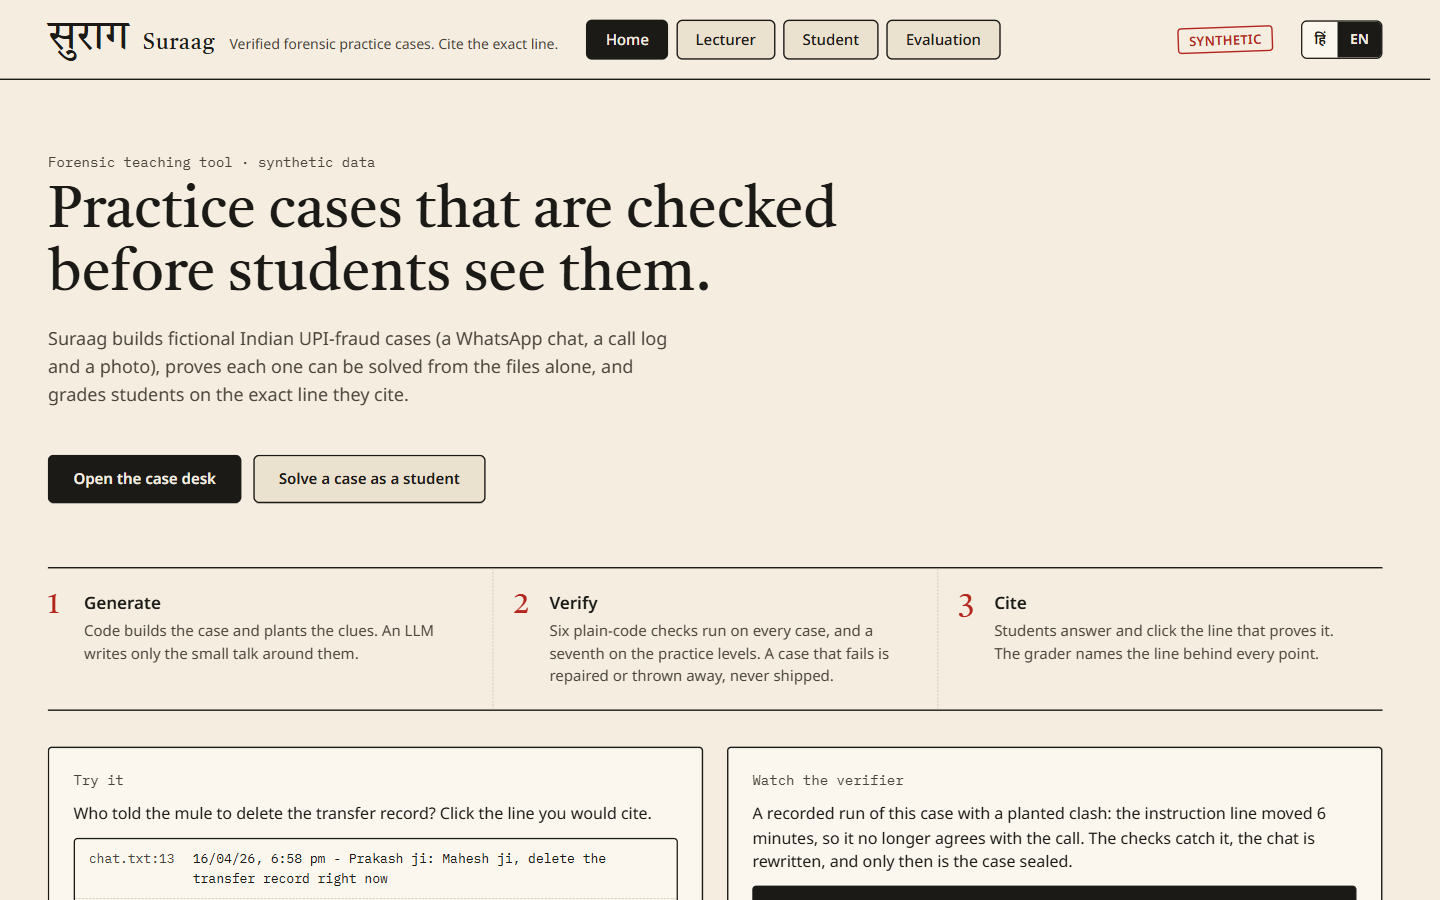 सुराग Suraag Verified forensic practice cases. Cite the exact line. Home Lecturer Student Evaluation SYNTHETIC हिं EN
Forensic teaching tool · synthetic data
Practice cases that are checked
before students see them.
Suraag builds fictional Indian UPI-fraud cases (a WhatsApp chat, a call log
and a photo), proves each one can be solved from the files alone, and
grades students on the exact line they cite.
Open the case desk Solve a case as a student
1 Generate
Code builds the case and plants the clues. An LLM
writes only the small talk around them.
2 Verify
Six plain-code checks run on every case, and a
seventh on the practice levels. A case that fails is
repaired or thrown away, never shipped.
3 Cite
Students answer and click the line that proves it.
The grader names the line behind every point.
Try it
Who told the mule to delete the transfer record? Click the line you would cite.
chat.txt:13 16/04/26, 6:58 pm - Prakash ji: Mahesh ji, delete the
transfer record right now
Watch the verifier
A recorded run of this case with a planted clash: the instruction line moved 6
minutes, so it no longer agrees with the call. The checks catch it, the chat is
rewritten, and only then is the case sealed.